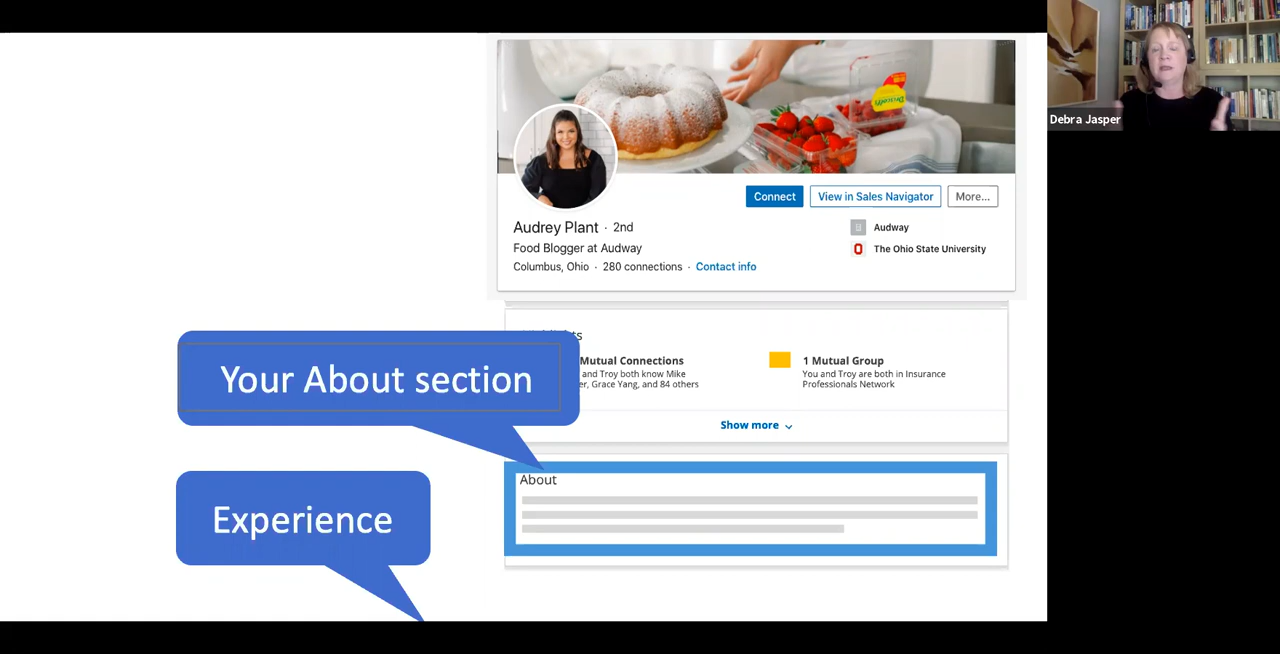 Debra Jasper
Driscoll's
Connect
View in Sales Navigator
More...
Audrey Plant · 2nd
Food Blogger at Audway
Columbus, Ohio · 280 connections · Contact info
Audway
The Ohio State University
Your About section
Mutual Connections
and Troy both know Mike
er, Grace Yang, and 84 others
1 Mutual Group
You and Troy are both in Insurance
Professionals Network
Show more
About
Experience